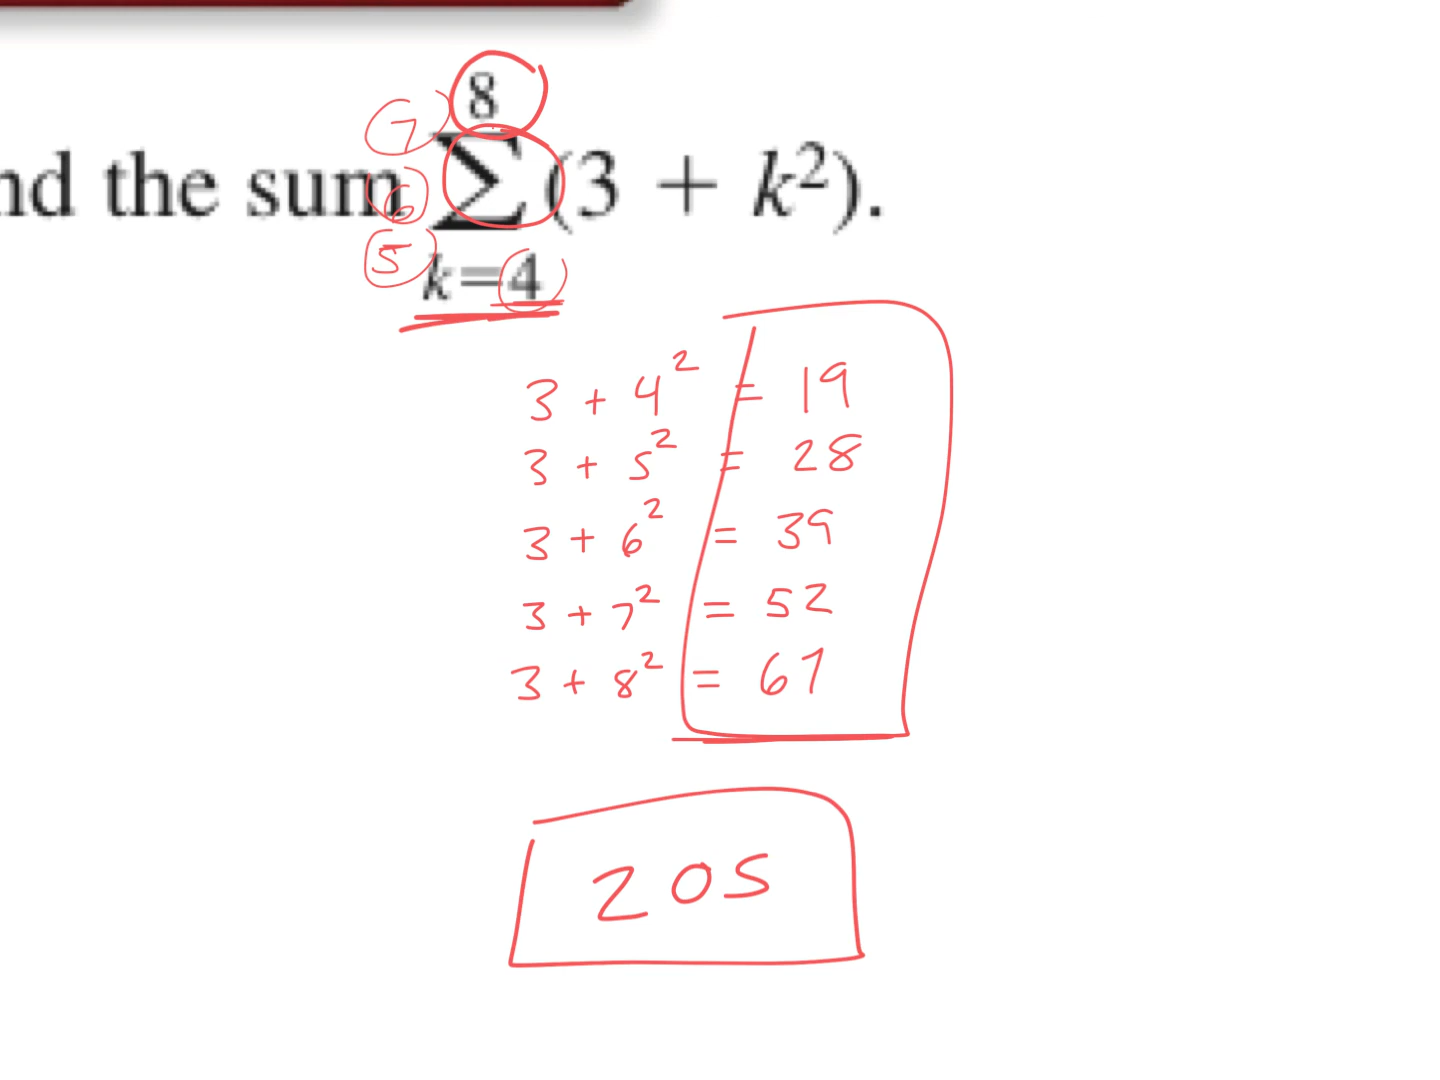 8
7
nd the sum Σ(3 + k²).
6
5
k=4
3 + 4² = 19
3 + 5² = 28
3 + 6² = 39
3 + 7² = 52
3 + 8² = 67
205